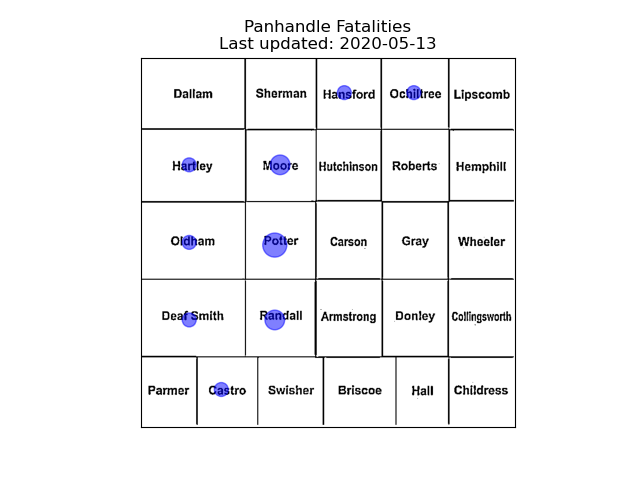 Panhandle Fatalities
Last updated: 2020-05-13
Dallam Sherman Hansford Ochiltree Lipscomb
Hartley Moore Hutchinson Roberts Hemphill
Oldham Potter Carson Gray Wheeler
Deaf Smith Randall Armstrong Donley Collingsworth
Parmer Castro Swisher Briscoe Hall Childress